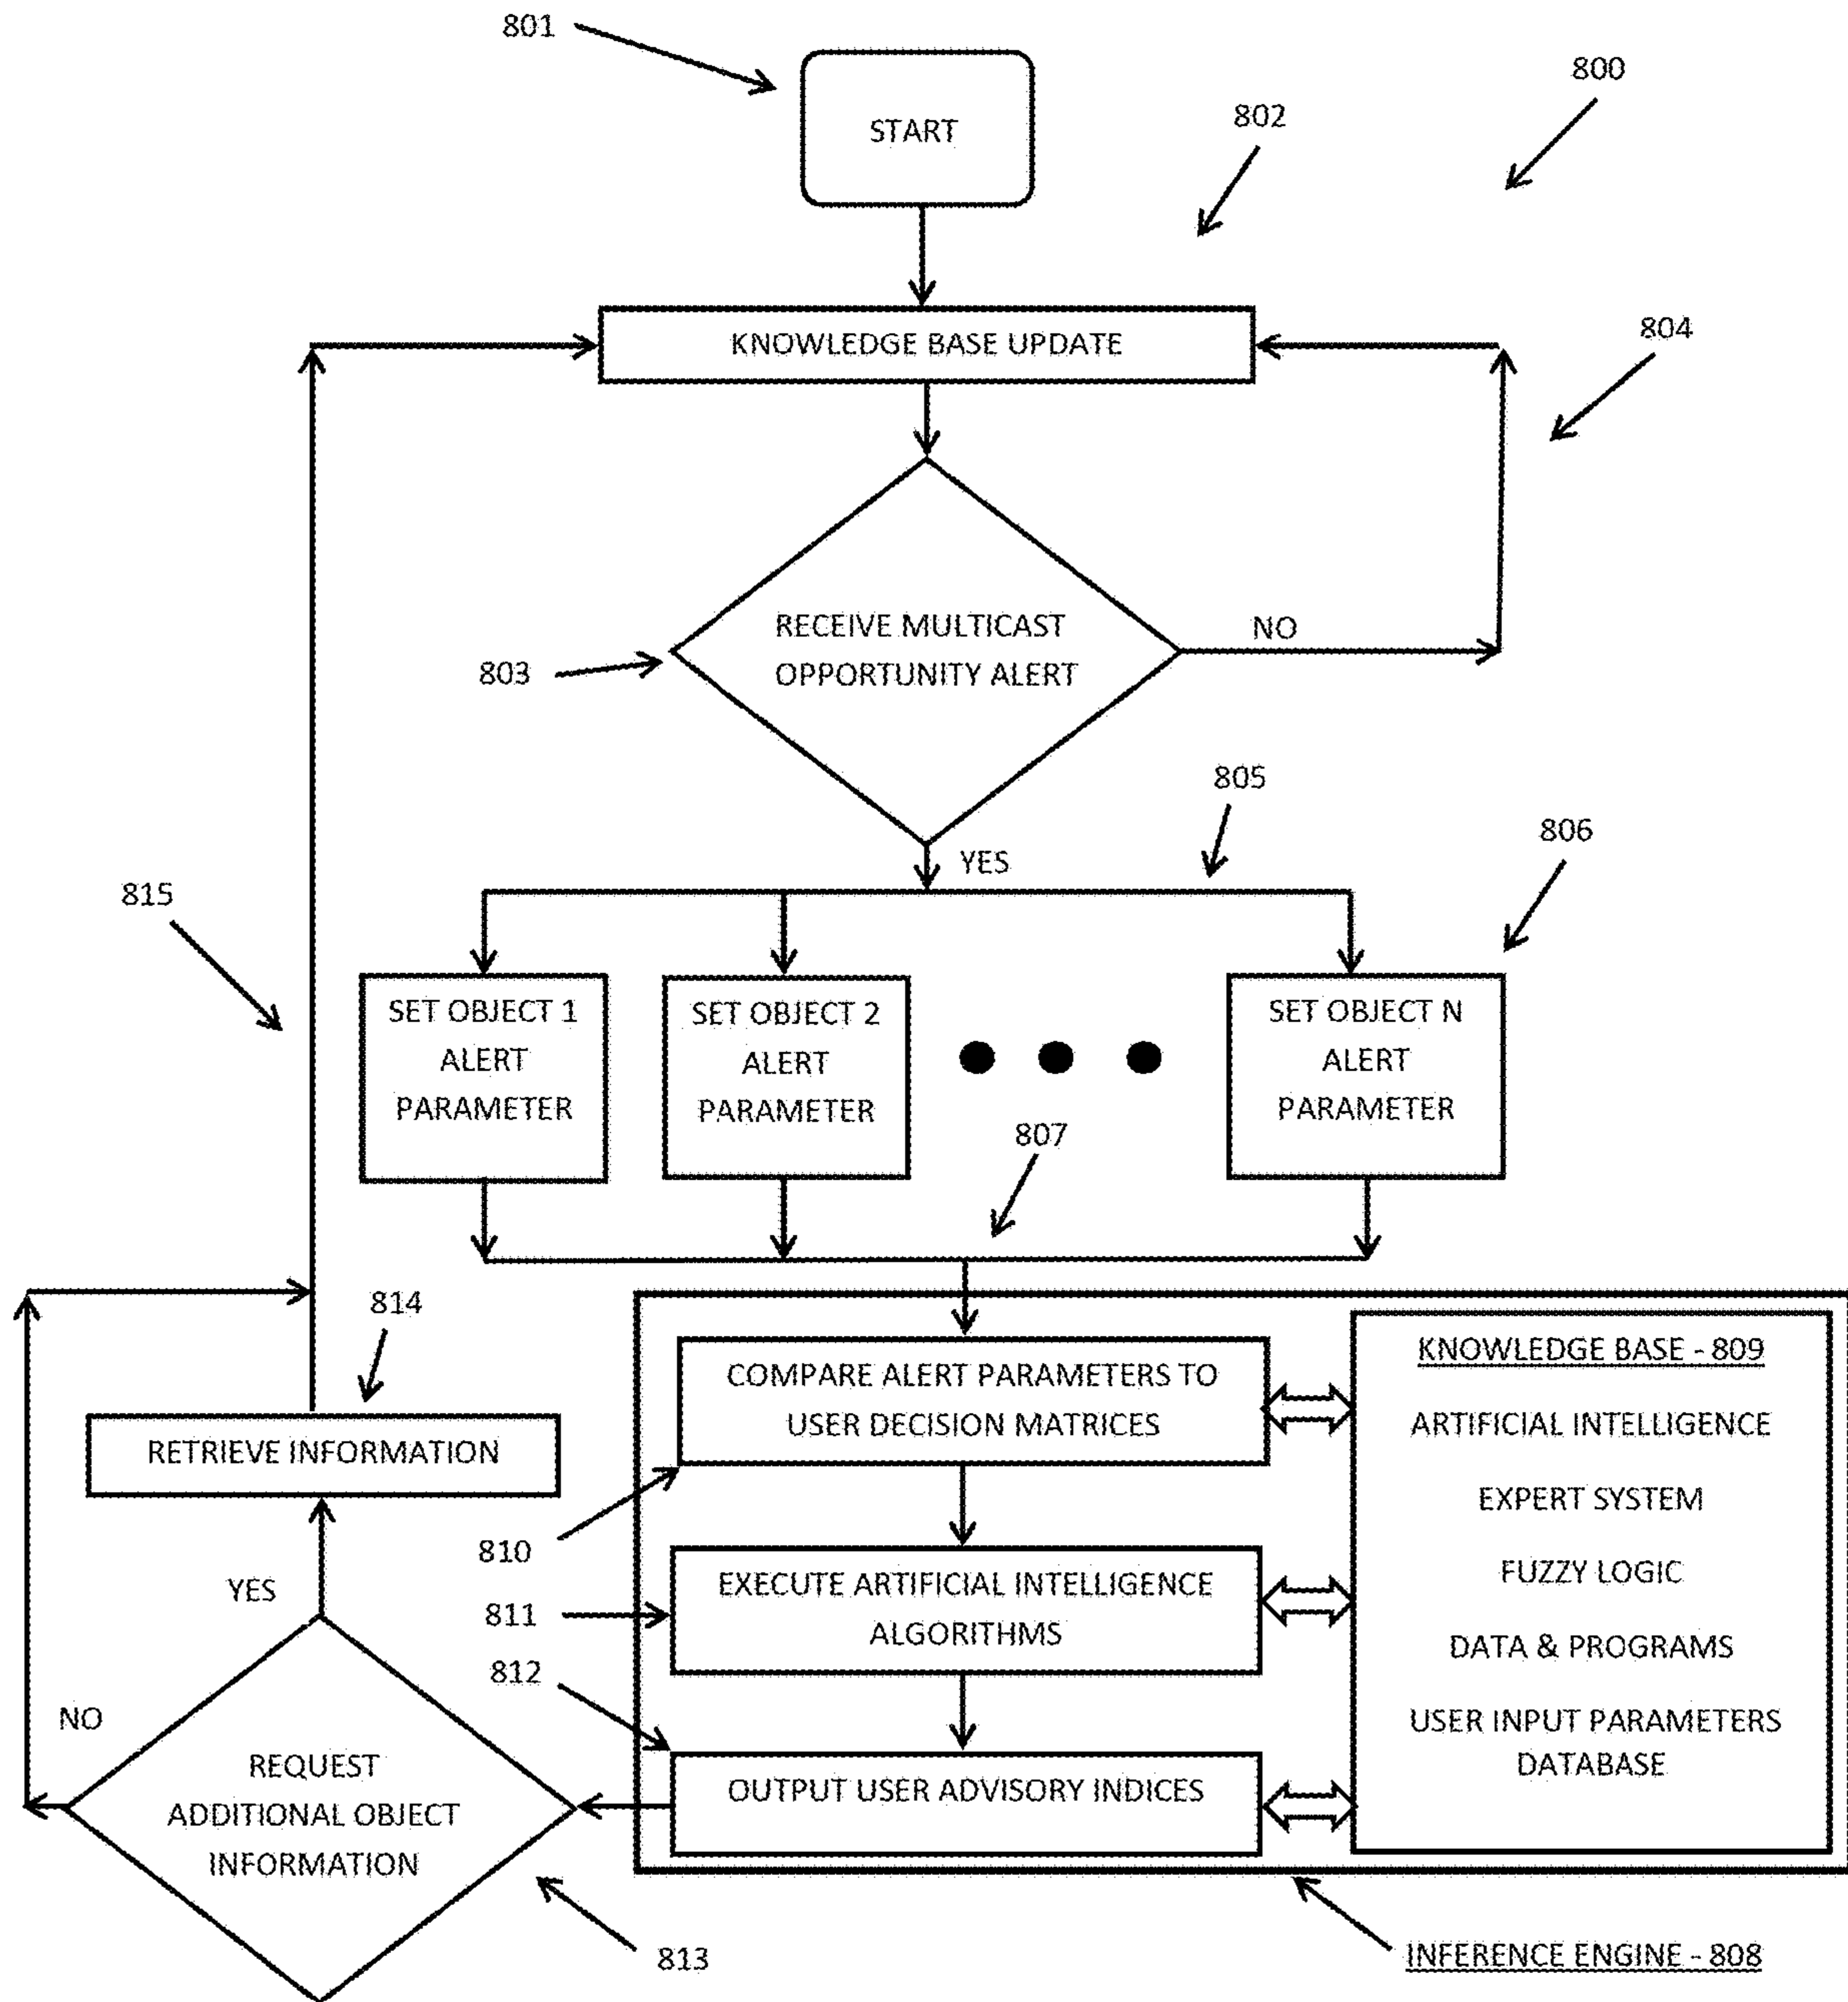 801
START
800
802
KNOWLEDGE BASE UPDATE
804
RECEIVE MULTICAST
OPPORTUNITY ALERT
NO
803
YES
805
806
815
SET OBJECT 1
ALERT
PARAMETER
SET OBJECT 2
ALERT
PARAMETER
SET OBJECT N
ALERT
PARAMETER
807
814
RETRIEVE INFORMATION
COMPARE ALERT PARAMETERS TO
USER DECISION MATRICES
810
EXECUTE ARTIFICIAL INTELLIGENCE
ALGORITHMS
811
812
OUTPUT USER ADVISORY INDICES
KNOWLEDGE BASE - 809
ARTIFICIAL INTELLIGENCE
EXPERT SYSTEM
FUZZY LOGIC
DATA & PROGRAMS
USER INPUT PARAMETERS
DATABASE
YES
NO
REQUEST
ADDITIONAL OBJECT
INFORMATION
813
INFERENCE ENGINE - 808